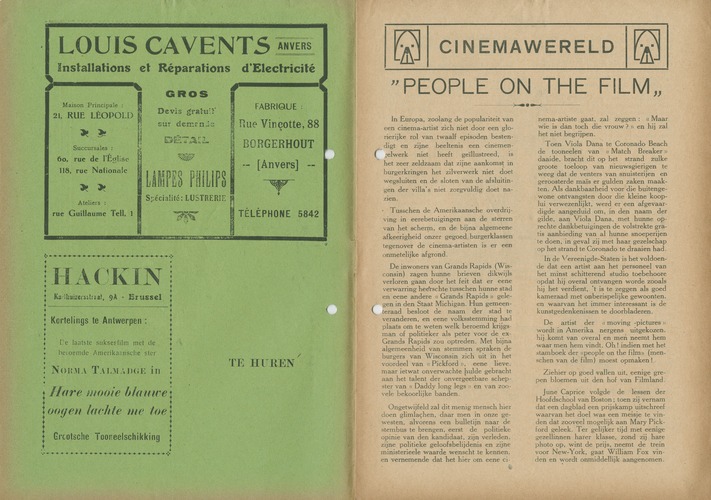 LOUIS CAVENTS ANVERS
Installations et Réparations d'Electricité
Maison Principale :
21, RUE LÉOPOLD
Succursales :
60, rue de l'Église
118, rue Nationale
Ateliers :
rue Guillaume Tell. 1
GROS
Devis gratuit
sur demande
DÉTAIL
LAMPES PHILIPS
Spécialité: LUSTRERIE
FABRIQUE :
Rue Vinçotte, 88
BORGERHOUT
[Anvers]
TÉLÉPHONE 5842
HACKIN
9A - Brussel
Kertelings te Antwerpen :
De laatste sukreefden met de
beroemde Amerikaansche ster
NORMA TALMADGE in
Hare mooie blauwe
oogen lachte me toe
Grootsche Tooneelschikking
TE HUREN
CINEMAWERELD
„PEOPLE ON THE FILM„
In Europa, zoolang de populariteit van
een cinema-artist zich niet door een glo-
rierijke rol van twaalf episoden besten-
digt en zijne beeltenis een cinemen-
gelwerk niet heeft geïllustreerd, is
het zeer zeldzaam dat zijne aankomst in
burgerkringen het zilverwerk niet doet
wegsluiten en de sloten van de afsluitin-
gen der villa's niet zorgvuldig doet na-
zien.
Tusschen de Amerikaansche overdrij-
ving in eerebetuigingen aan de sterren
van het scherm, en de bijna algemeene
afkeerigheid onzer gegoed burgerklassen
tegenover de cinema-artisten is er een
onmetelijke afgrond.
De inwoners van Grands Rapids (Wis-
consin) zagen hunne brieven dikwijls
verloren gaan door het feit dat er eene
verwarring heerschte tusschen hunne stad
en eene andere « Grands Rapids » gele-
gen in den Staat Michigan. Hun gemeen-
teraad besloot de naam der stad te
veranderen, en eene volksstemming had
plaats om te weten welk beroemd krijgs-
man of politieker als peter voor de ex-
Grands Rapids zou optreden. Met bijna
algemeenheid van stemmen spraken de
burgers van Wisconsin zich uit in het
voordeel van « Pickford », eene lieve,
maar ietwat onverwachte hulde gebracht
aan het talent der onvergeetbare schep-
ster van « Daddy long legs » en van zoo-
vele bekoorlijke banden.
Ongetwijfeld zal dit menig mensch hier
doen glimlachen, daar men in onze ge-
westen, alvorens een balletijn naar de
stembus te brengen, eerst de politieke
opinie van den kandidaat, zijn verleden,
zijne politieke geloofsbelijdenis en zijne
ministerieele waarde wenscht te kennen,
en vernemende dat het hier om eene ci-
nema-artiste gaat, zal zeggen : « Maar
wie is dan toch die vrouw ? » en hij zal
het niet begrijpen.
Toen Viola Dana te Coronado Beach
de tooneelen van « Match Breaker »
daaide, bracht dit op het strand zulke
groote toeloop van nieuwsgierigen te
weeg dat de venters van smuisterijen en
geroosterde maïs er gulden zaken maak-
ten. Als dankbaarheid voor die buitenge-
wone ontvangsten door die kleine koop-
lui verwezenlijkt, werd er een afgevaar-
digde aangeduid om, in den naam der
gilde, aan Viola Dana, met hunne op-
rechte dankbetuigingen de volstrekte gra-
tis aanbieding van al hunne snoeperijen
te doen, in geval zij met haar gezelschap
op het strand te Coronado te draaien had.
In de Vereenigde-Staten is het voldoen-
de dat een artist aan het personeel van
het minst schitterend studio toebehoore
opdat hij overal ontvangen worde zooals
hij het verdient, 't is te zeggen als goed
kameraad met onberispelijke gewoonten,
en waarvan het immer interessant is de
kunstgedenkenissen te doorbladeren.
De artist der « moving -pictures »
wordt in Amerika nergens uitgekozen,
hij komt van overal en men neemt hem
waar men hem vindt. Oh ! indien met het
stamboek der «people on the film» (men-
schen van de film) moest opmaken !..
Ziehier op goed vallen uit, eenige gre-
pen bloemen uit den hof van Filmland.
June Caprice volgde de lessen der
Hoofdschool van Boston ; toen zij vernam
dat een dagblad een prijskamp uitschreef
waarvan het doel was een meisje te vin-
den dat zooveel mogelijk aan Mary Pick-
ford geleek. Ter gelijker tijd met eenige
gezellinnen harer klasse, zond zij hare
photo op, wint de prijs, neemt de trein
voor New-York, gaat William Fox vin-
den en wordt onmiddellijk aangenomen.
6